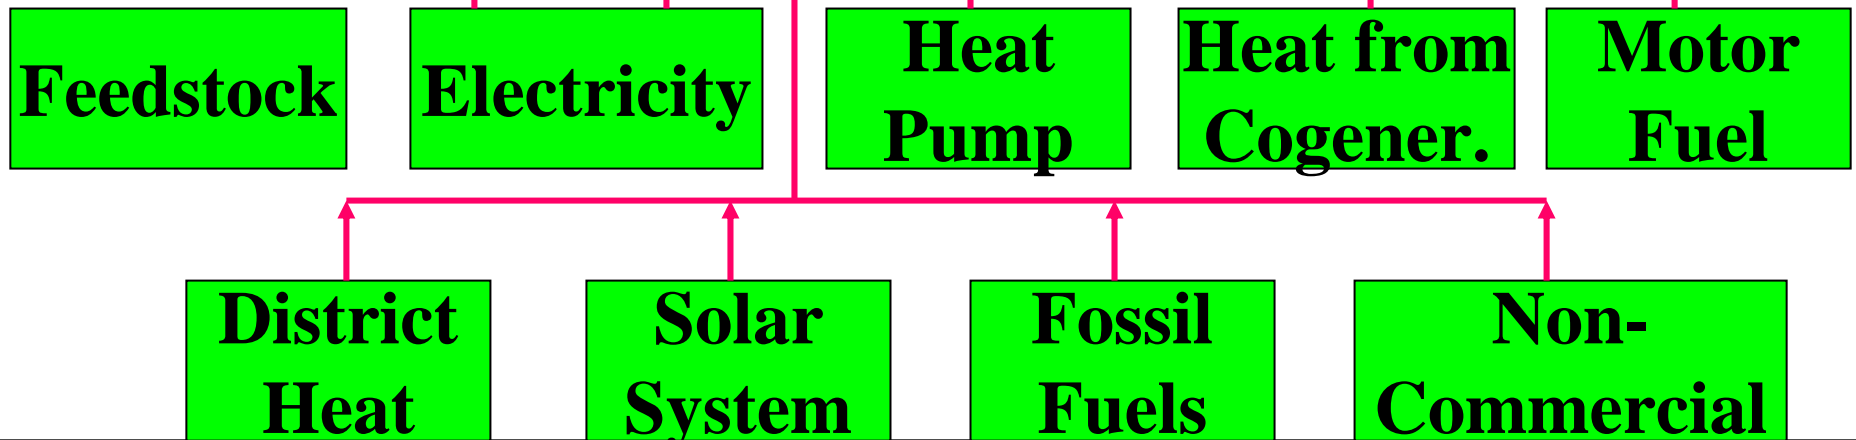 Feedstock
Electricity
Heat
Pump
Heat from
Cogener.
Motor
Fuel
District
Heat
Solar
System
Fossil
Fuels
Non-
Commercial